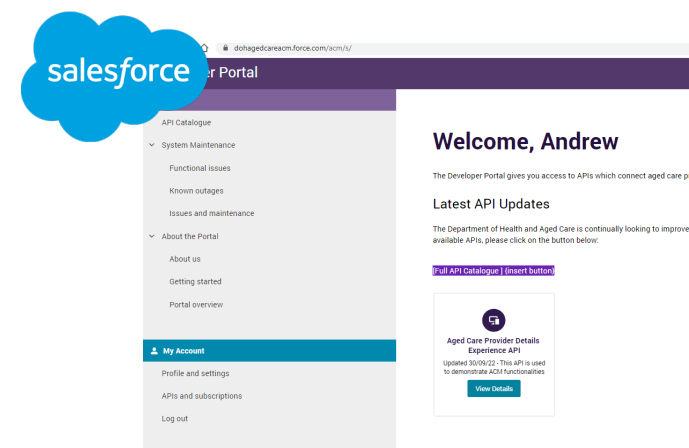 salesforce
dohagedcareacm.force.com/acm/s/
r Portal
API Catalogue
System Maintenance
Functional issues
Known outages
Issues and maintenance
About the Portal
About us
Getting started
Portal overview
My Account
Profile and settings
APIs and subscriptions
Log out
Welcome, Andrew
The Developer Portal gives you access to APIs which connect aged care
Latest API Updates
The Department of Health and Aged Care is continually looking to improve
available APIs, please click on the button below:
[Full API Catalogue ] (insert button)
Aged Care Provider Details
Experience API
Updated 30/09/22 - This API is used
to demonstrate ACM functionalities
View Details